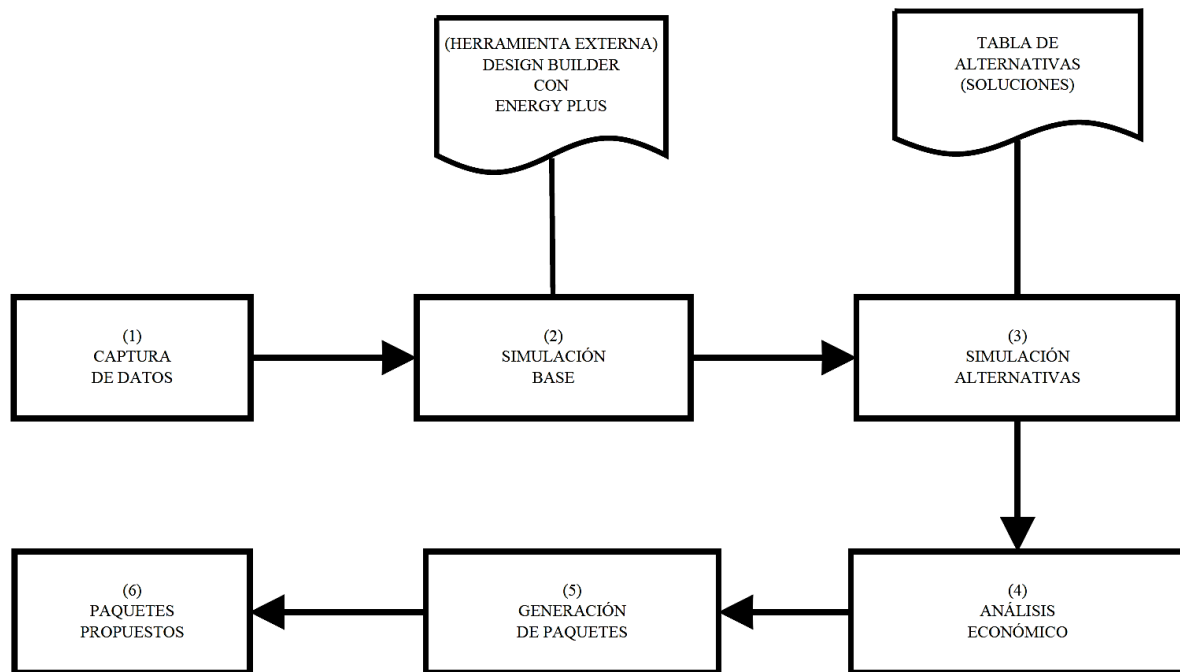 (HERRAMIENTA EXTERNA)
DESIGN BUILDER
CON
ENERGY PLUS
TABLA DE
ALTERNATIVAS
(SOLUCIONES)
(1)
CAPTURA
DE DATOS
(2)
SIMULACIÓN
BASE
(3)
SIMULACIÓN
ALTERNATIVAS
(6)
PAQUETES
PROPUESTOS
(5)
GENERACIÓN
DE PAQUETES
(4)
ANÁLISIS
ECONÓMICO